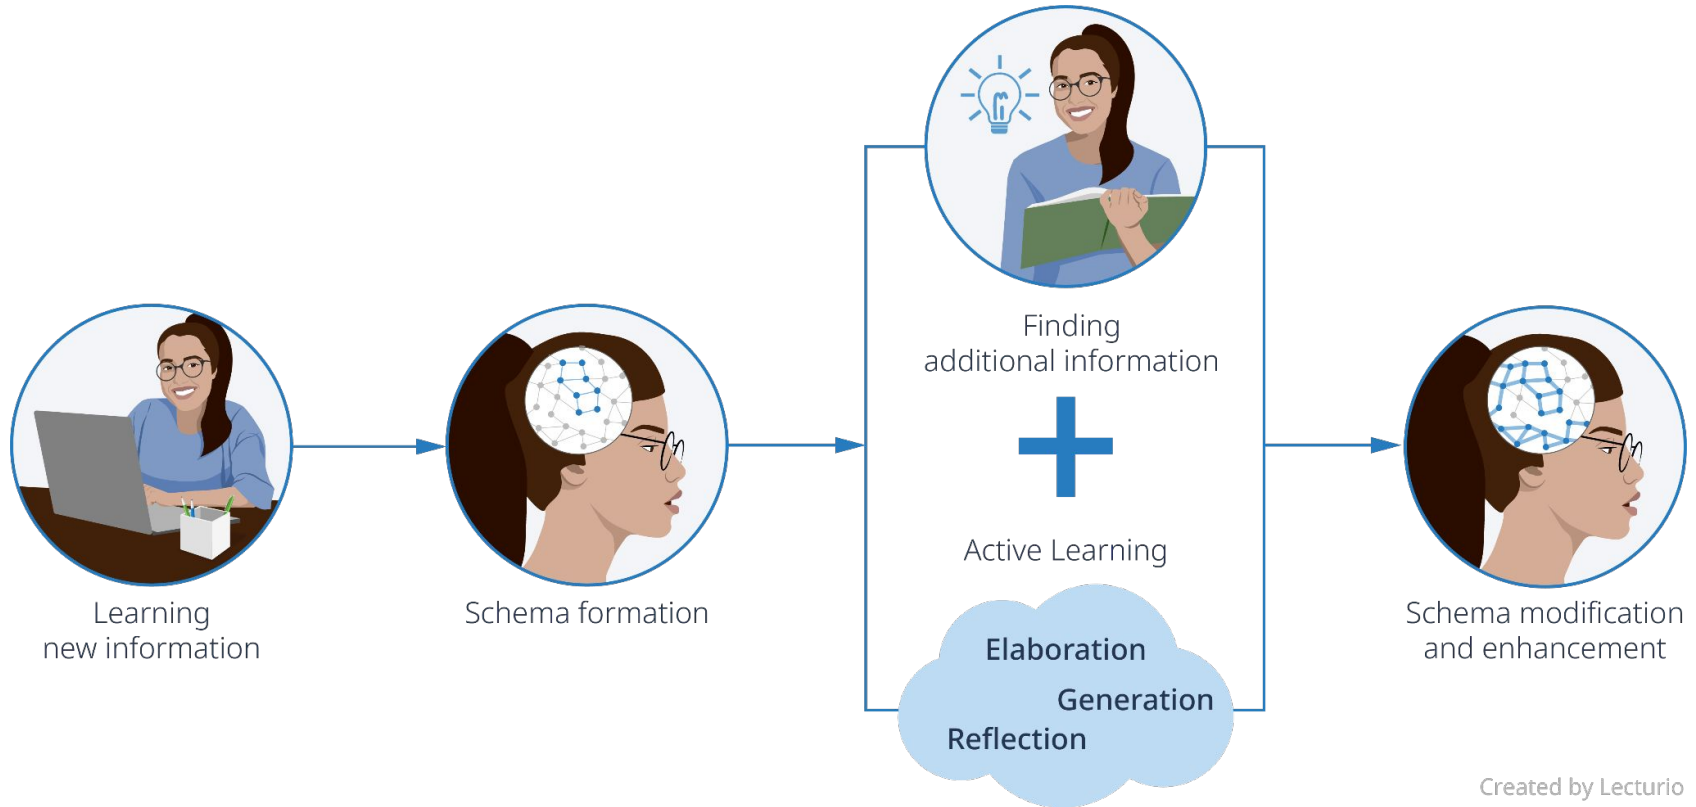 Learning
new information
Schema formation
Finding
additional information
Active Learning
Elaboration
Generation
Reflection
Schema modification
and enhancement
Created by Lecturio